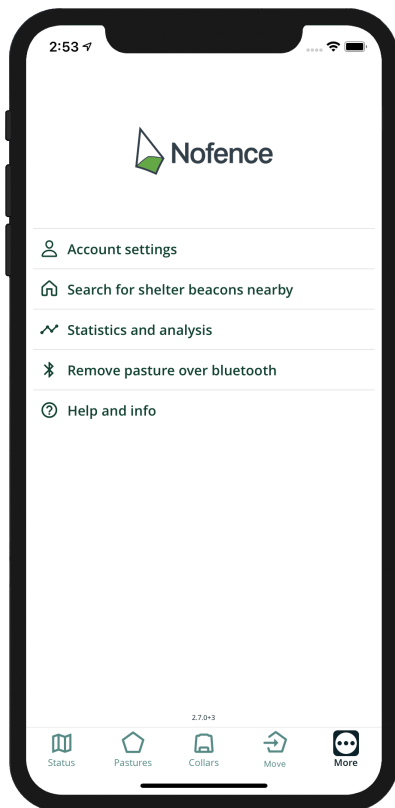 2:53
Nofence
Account settings
Search for shelter beacons nearby
Statistics and analysis
Remove pasture over bluetooth
Help and info
2.7.0+3
Status
Pastures
Collars
Move
More